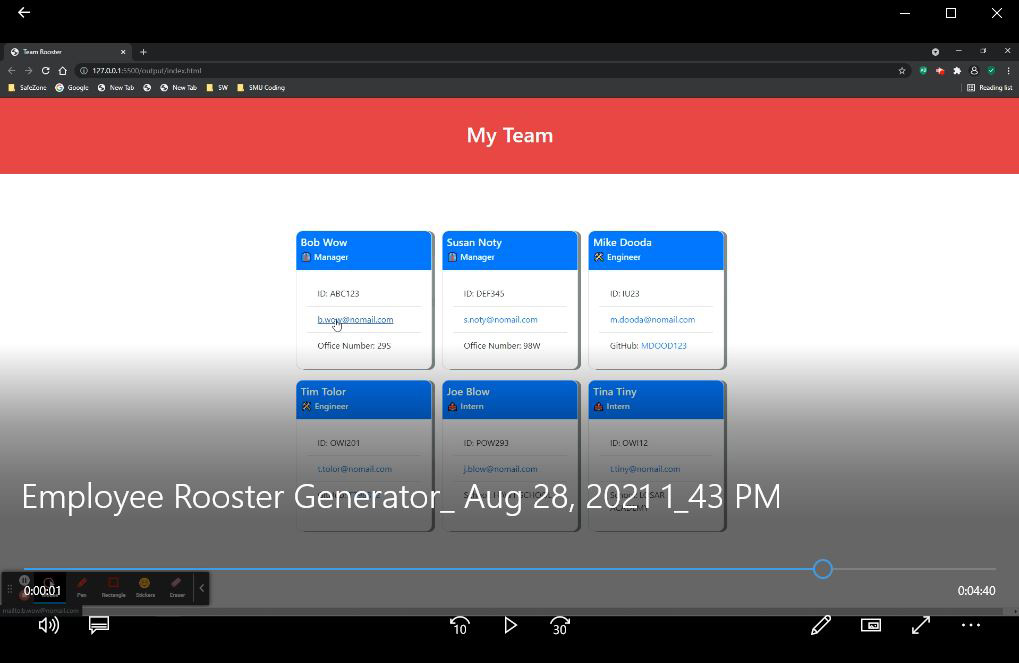 Team Rooster
127.0.0.1:5500/output/index.html
SafeZone Google New Tab New Tab SW SMU Coding Reading list
My Team
Bob Wow
Manager
ID: ABC123
b.wow@nomail.com
Office Number: 29S
Susan Noty
Manager
ID: DEF345
s.noty@nomail.com
Office Number: 98W
Mike Dooda
Engineer
ID: IU23
m.dooda@nomail.com
GitHub: MDOOD123
Tim Tolor
Engineer
ID: OWI201
t.tolor@nomail.com
Joe Blow
Intern
ID: POW293
j.blow@nomail.com
Tina Tiny
Intern
ID: OWI12
t.tiny@nomail.com
Employee Rooster Generator_ Aug 28, 2021 1_43 PM
0:00:01
Pen Rectangle Stickers Eraser
0:04:40
mailto:b.wow@nomail.com
10 30